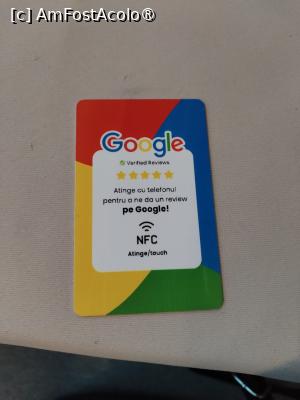 [c] AmFostAcolo®
Google
Verified Reviews
Atinge cu telefonul
pentru a ne da un review
pe Google!
NFC
Atinge/touch